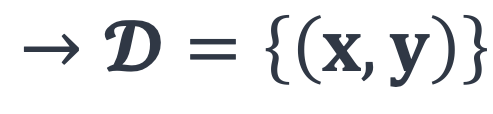 → 𝓓 = {(𝐱, 𝐲)}